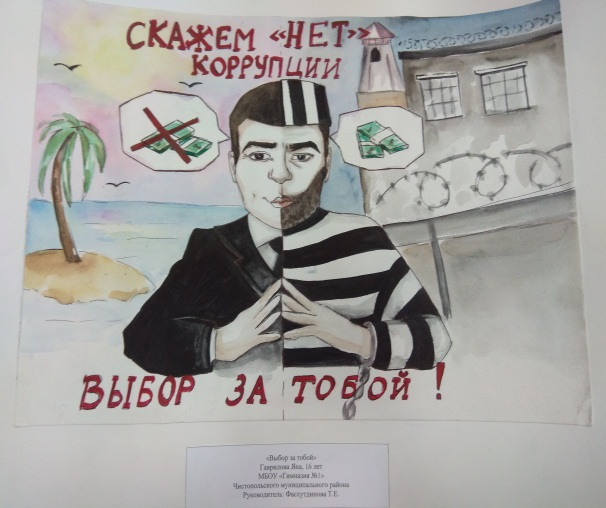 СКАЖЕМ «НЕТ»
КОРРУПЦИИ
ВЫБОР ЗА ТОБОЙ !
«Выбор за тобой»
Гаврилова Яна, 16 лет
МБОУ «Гимназия №1»
Чистопольского муниципального района
Руководитель: Фасхутдинова Т.Е.